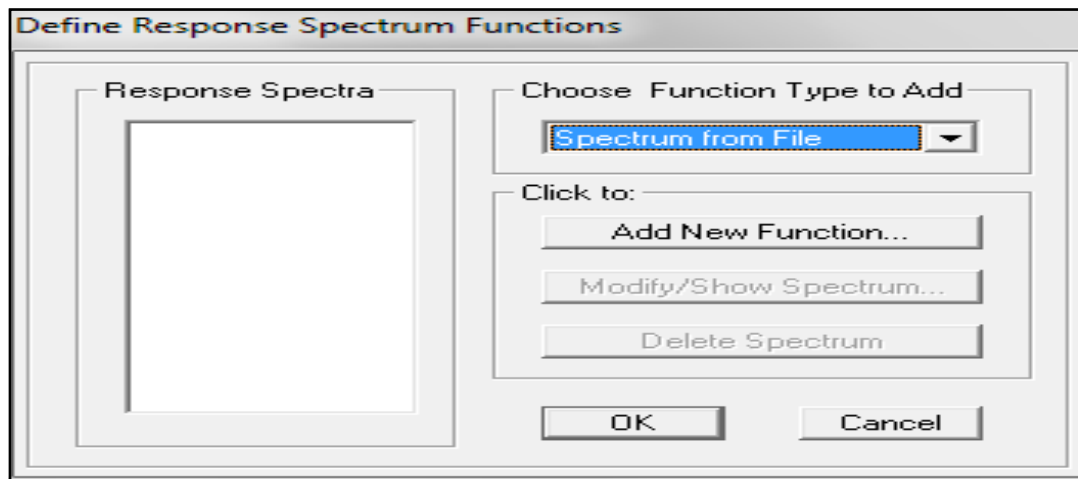 Define Response Spectrum Functions
Response Spectra
Choose Function Type to Add
Spectrum from File
Click to:
Add New Function...
Modify/Show Spectrum...
Delete Spectrum
OK
Cancel